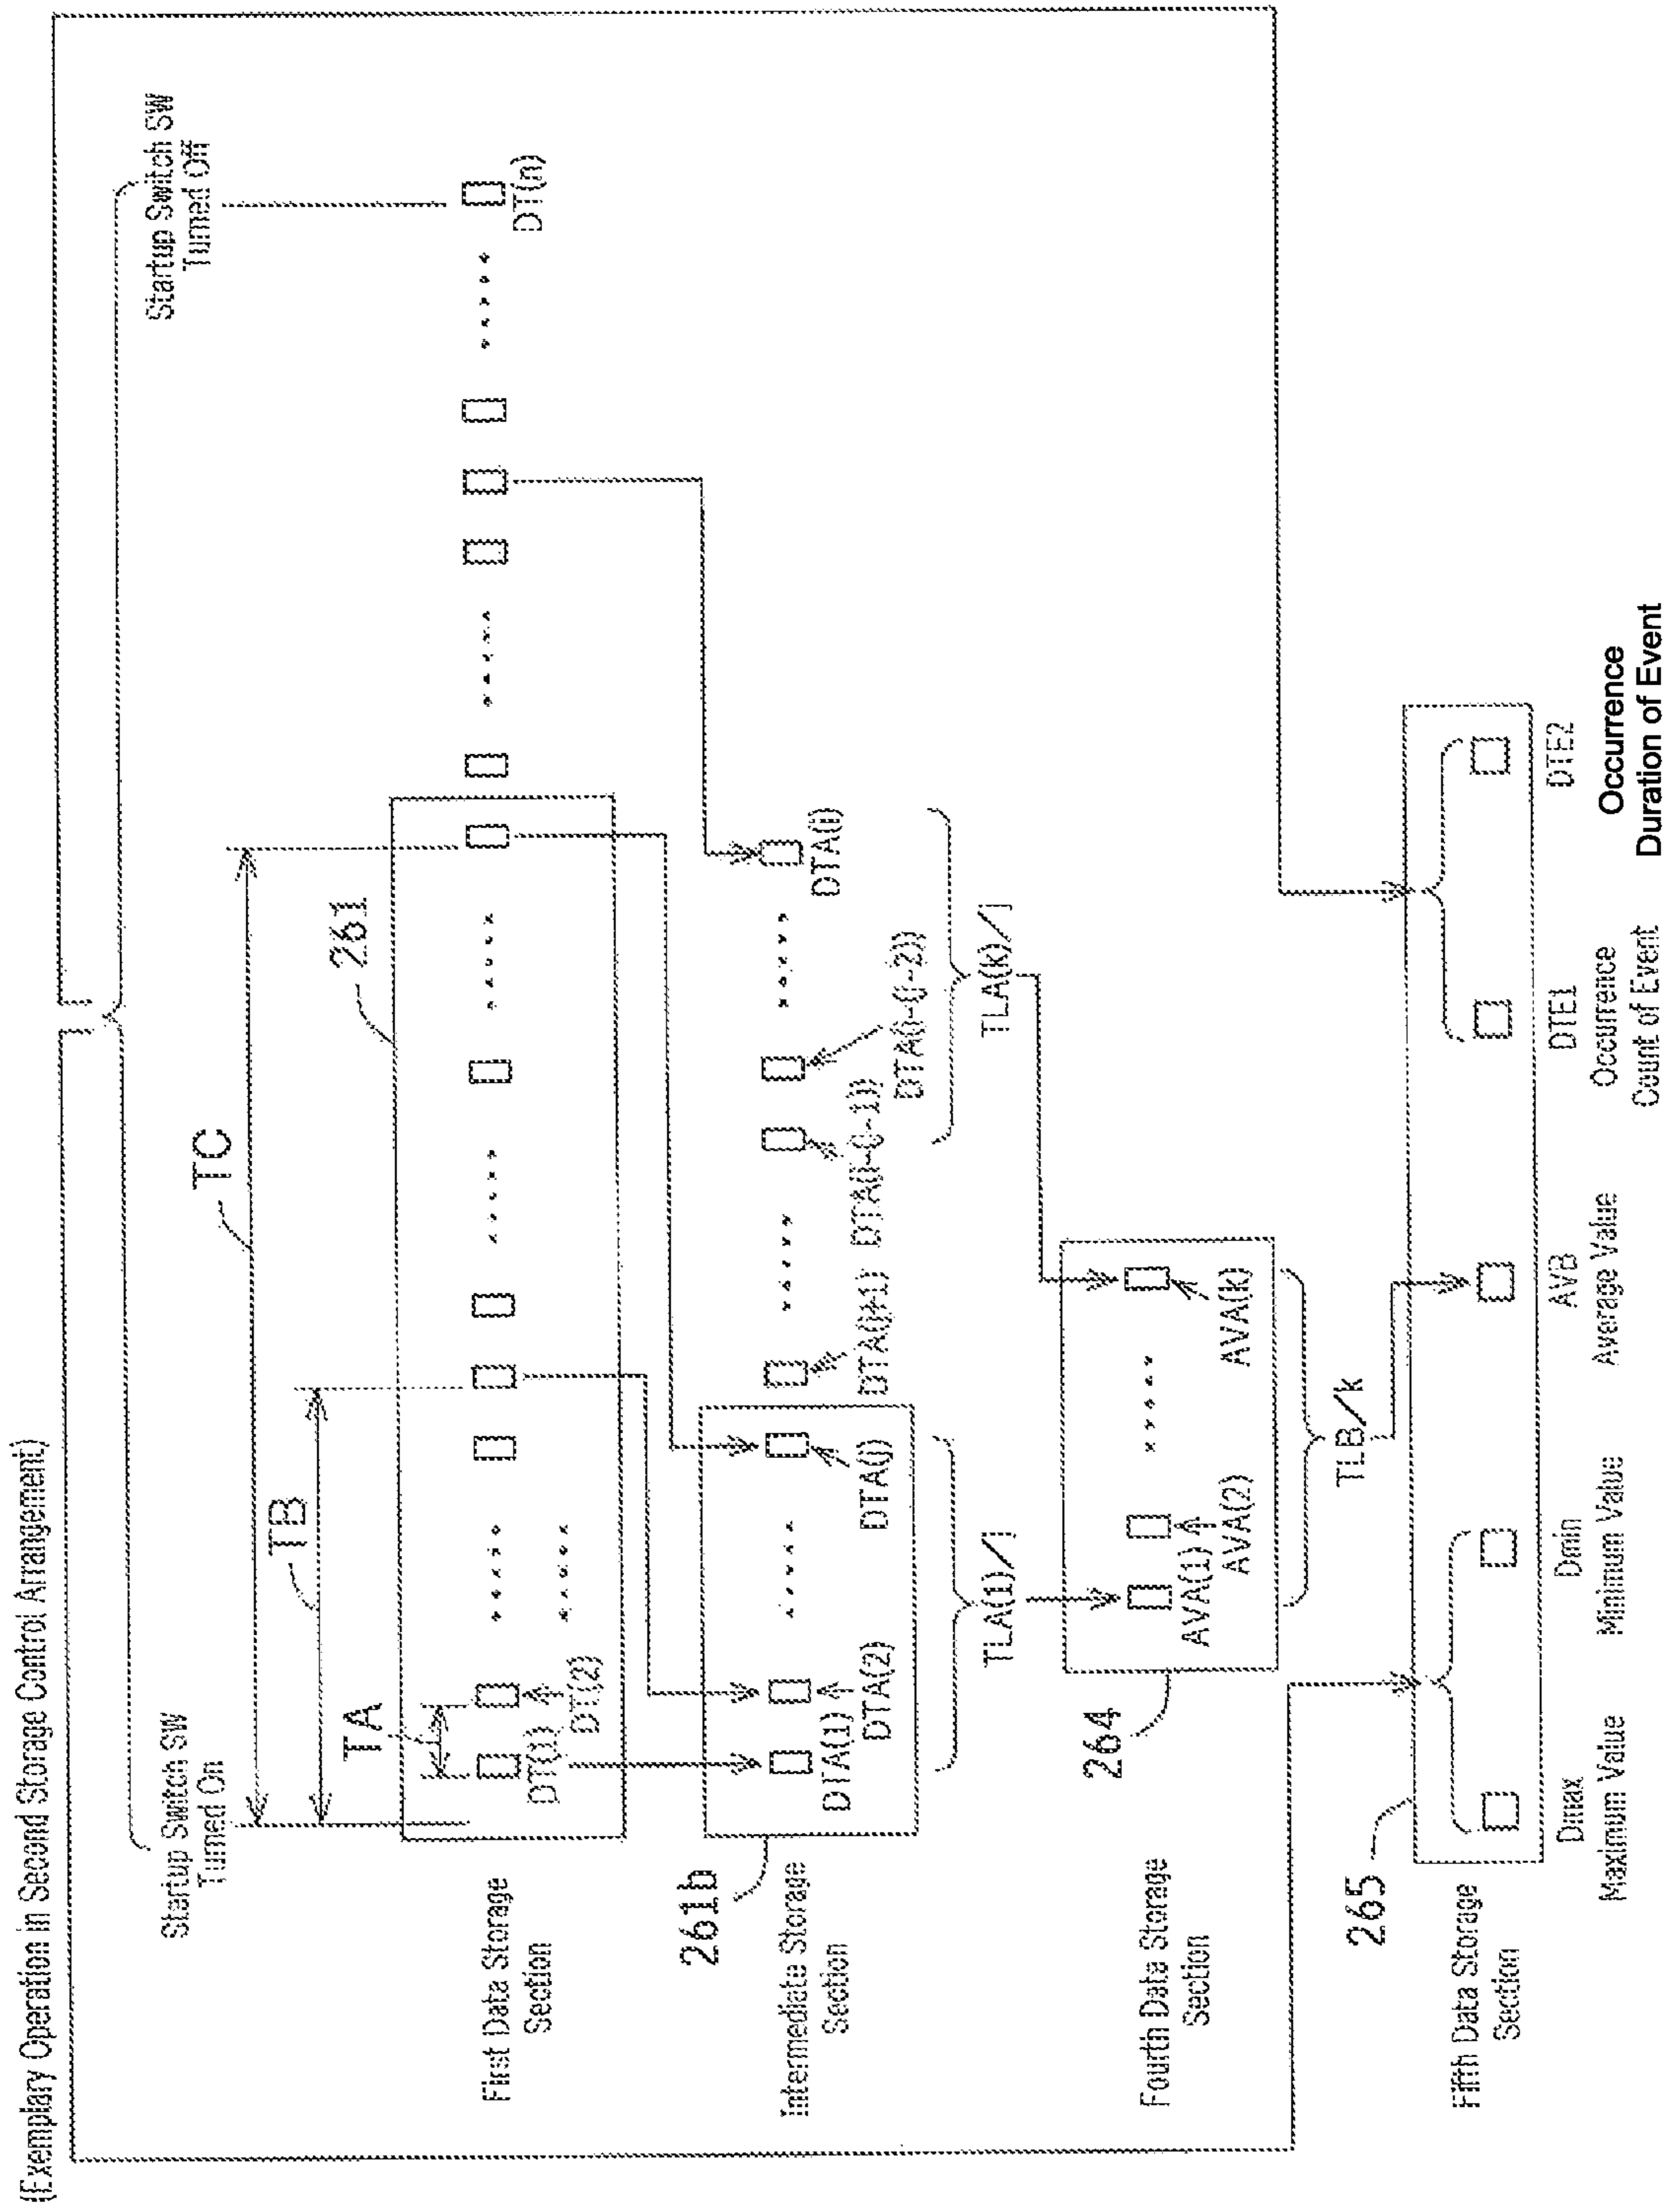 (Exemplary Operation in Second Storage Control Arrangement)
Startup Switch SW
Turned On
Startup Switch SW
Turned Off
TC
TB
TA
261
First Data Storage
Section
DT(1)
DT(2)
DT(n)
261b
Intermediate Storage
Section
DTA(1)
DTA(2)
DTA(j)
DTA(j+1)
DTA(i-(j-1))
DTA(i-(j-2))
DTA(i)
TLA(1)/j
TLA(k)/j
264
Fourth Data Storage
Section
AVA(1)
AVA(2)
AVA(k)
TLB/k
265
Fifth Data Storage
Section
Dmax
Maximum Value
Dmin
Minimum Value
AVB
Average Value
DTE1
Occurrence
Count of Event
DTE2
Occurrence
Duration of Event